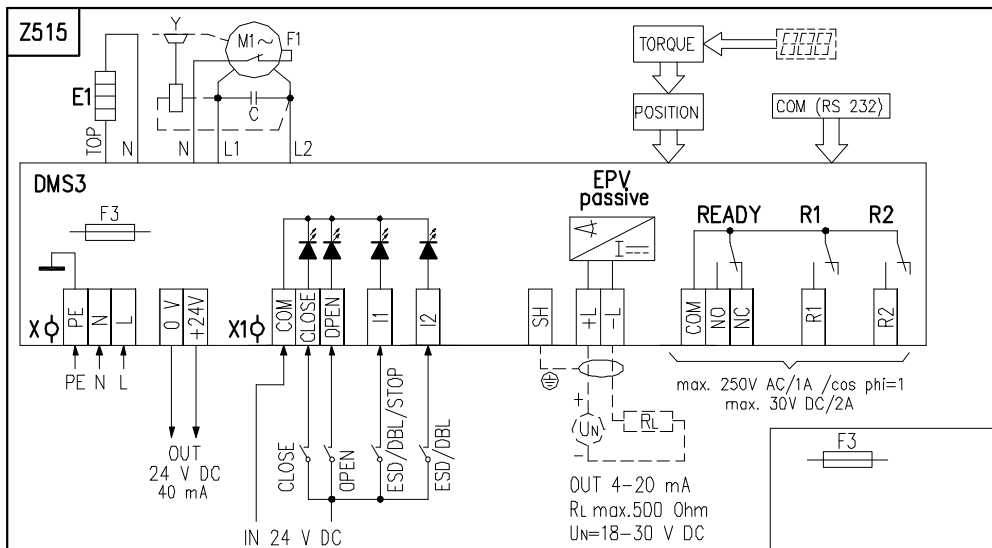 Z515
Y
M1~
F1
E1
C
TOP
N
N
L1
L2
TORQUE
POSITION
COM (RS 232)
DMS3
F3
EPV
passive
READY
R1
R2
I
X
PE
N
L
0 V
+24V
X1
COM
CLOSE
OPEN
I1
I2
SH
+L
-L
COM
NO
NC
R1
R2
PE N L
OUT
24 V DC
40 mA
CLOSE
OPEN
ESD/DBL/STOP
ESD/DBL
IN 24 V DC
+
UN
-
RL
OUT 4-20 mA
RL max.500 Ohm
UN=18-30 V DC
max. 250V AC/1A /cos phi=1
max. 30V DC/2A
F3